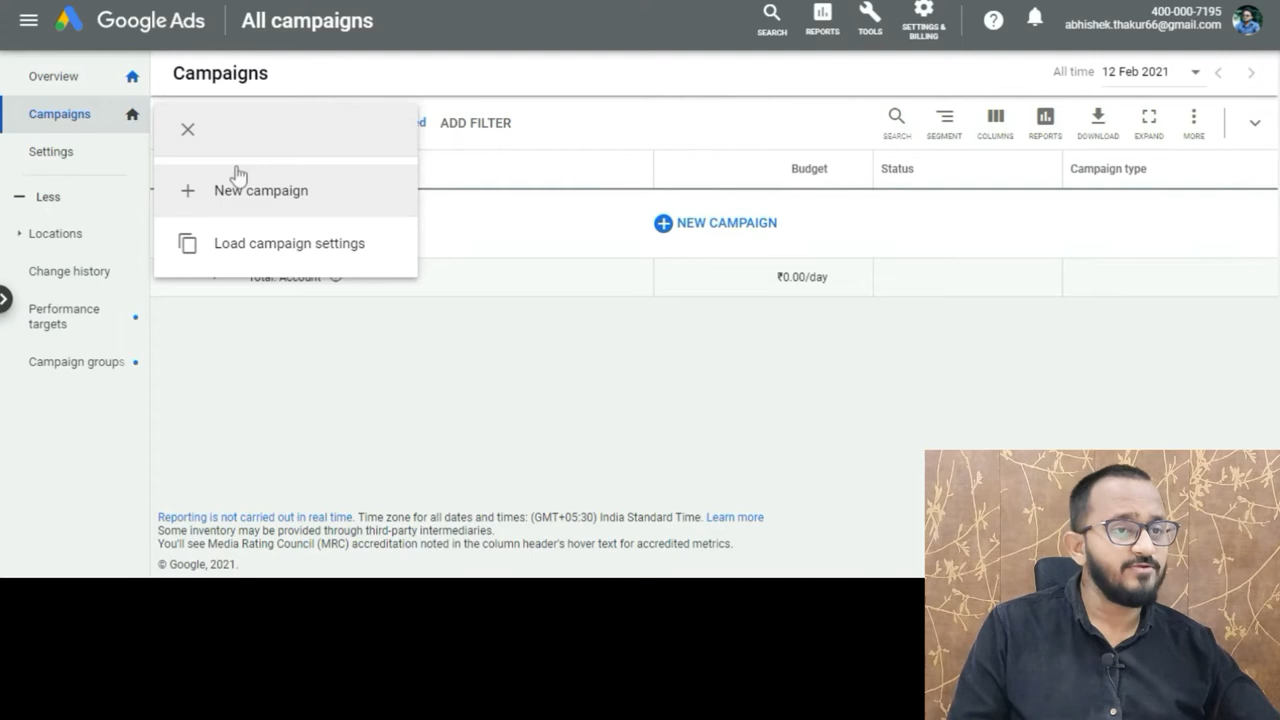 Google Ads
All campaigns
SEARCH
REPORTS
TOOLS
SETTINGS &
BILLING
400-000-7195
abhishek.thakur66@gmail.com
Overview
Campaigns
Settings
Less
Locations
Change history
Performance
targets
Campaign groups
Campaigns
All time 12 Feb 2021
ADD FILTER
SEARCH
SEGMENT
COLUMNS
REPORTS
DOWNLOAD
EXPAND
MORE
New campaign
Load campaign settings
Budget
Status
Campaign type
NEW CAMPAIGN
Total: Account
₹0.00/day
Reporting is not carried out in real time. Time zone for all dates and times: (GMT+05:30) India Standard Time. Learn more
Some inventory may be provided through third-party intermediaries.
You'll see Media Rating Council (MRC) accreditation noted in the column header's hover text for accredited metrics.
© Google, 2021.